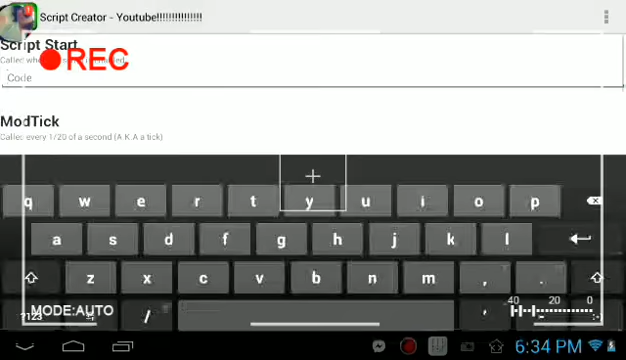 Script Creator - Youtube!!!!!!!!!!!!!!!
Script Start
REC
Code
ModTick
Called every 1/20 of a second (A.K.A a tick)
q w e r t y u i o p
a s d f g h j k l
z x c v b n m , .
MODE:AUTO
?123
/
40 20 0
6:34 PM